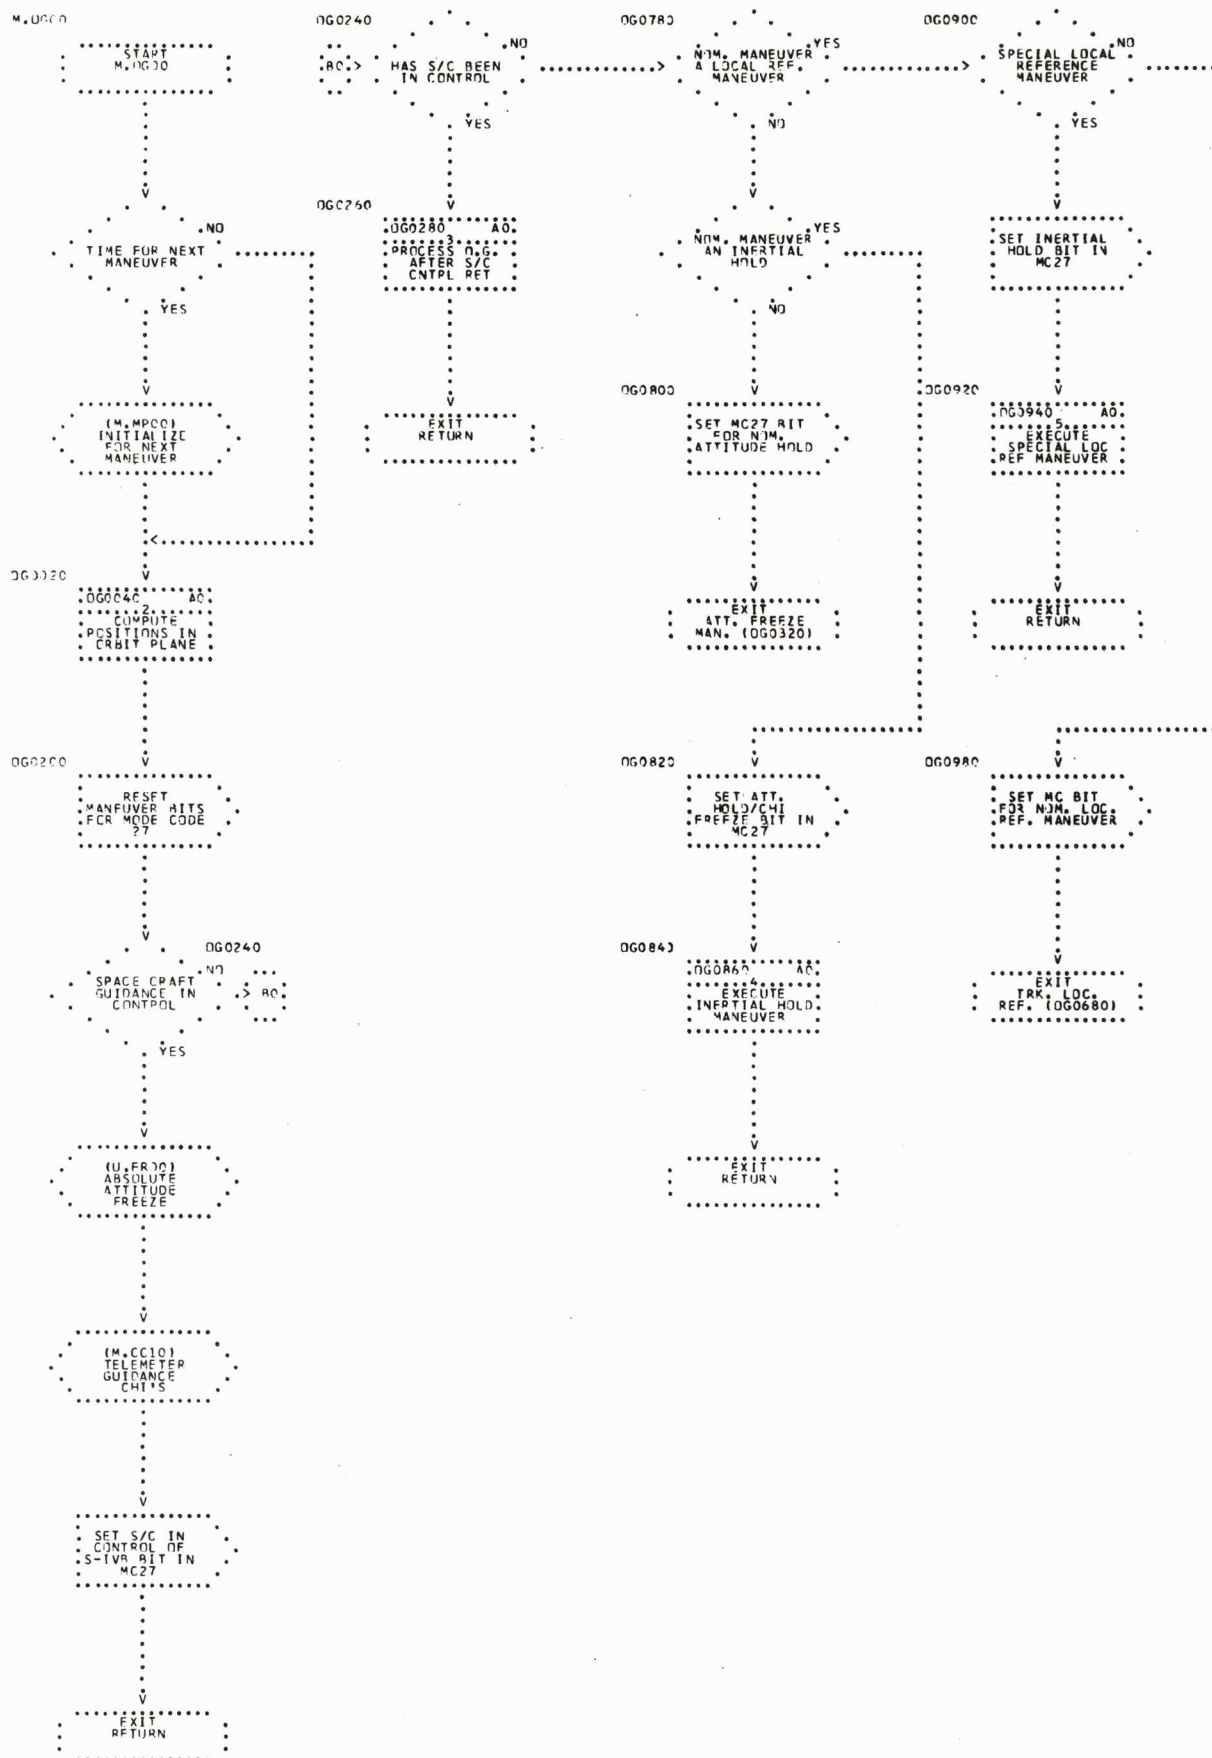 M.OG00
START
M.OG00
TIME FOR NEXT
MANEUVER
.NO
YES
(M.MP00)
INITIALIZE
FOR NEXT
MANEUVER
OG0020
OG0040 A0.
2
COMPUTE
POSITIONS IN
ORBIT PLANE
OG0200
RESET
MANEUVER BITS
FOR MODE CODE
27
OG0240
SPACE CRAFT
GUIDANCE IN
CONTROL
.NO
.> B0.
YES
(U.FR00)
ABSOLUTE
ATTITUDE
FREEZE
(M.CC10)
TELEMETER
GUIDANCE
CHI'S
SET S/C IN
CONTROL OF
S-IVB BIT IN
MC27
EXIT
RETURN
OG0240
.B0.>
HAS S/C BEEN
IN CONTROL
.NO
YES
OG0260
.OG0280 A0.
3
PROCESS O.G.
AFTER S/C
CNTRL RET
EXIT
RETURN
OG0780
NOM. MANEUVER
A LOCAL REF.
MANEUVER
.YES
NO
NOM. MANEUVER
AN INERTIAL
HOLD
.YES
NO
OG0800
SET MC27 BIT
FOR NOM.
ATTITUDE HOLD
EXIT
ATT. FREEZE
MAN. (OG0320)
OG0820
SET ATT.
HOLD/CHI
FREEZE BIT IN
MC27
OG0840
.OG0860 A0.
4
EXECUTE
INERTIAL HOLD
MANEUVER
EXIT
RETURN
OG0900
SPECIAL LOCAL
REFERENCE
MANEUVER
.NO
YES
SET INERTIAL
HOLD BIT IN
MC27
OG0920
.OG0940 A0.
5
EXECUTE
SPECIAL LOC
REF MANEUVER
EXIT
RETURN
OG0980
SET MC BIT
FOR NOM. LOC.
REF. MANEUVER
EXIT
TRK. LOC.
REF. (OG0680)